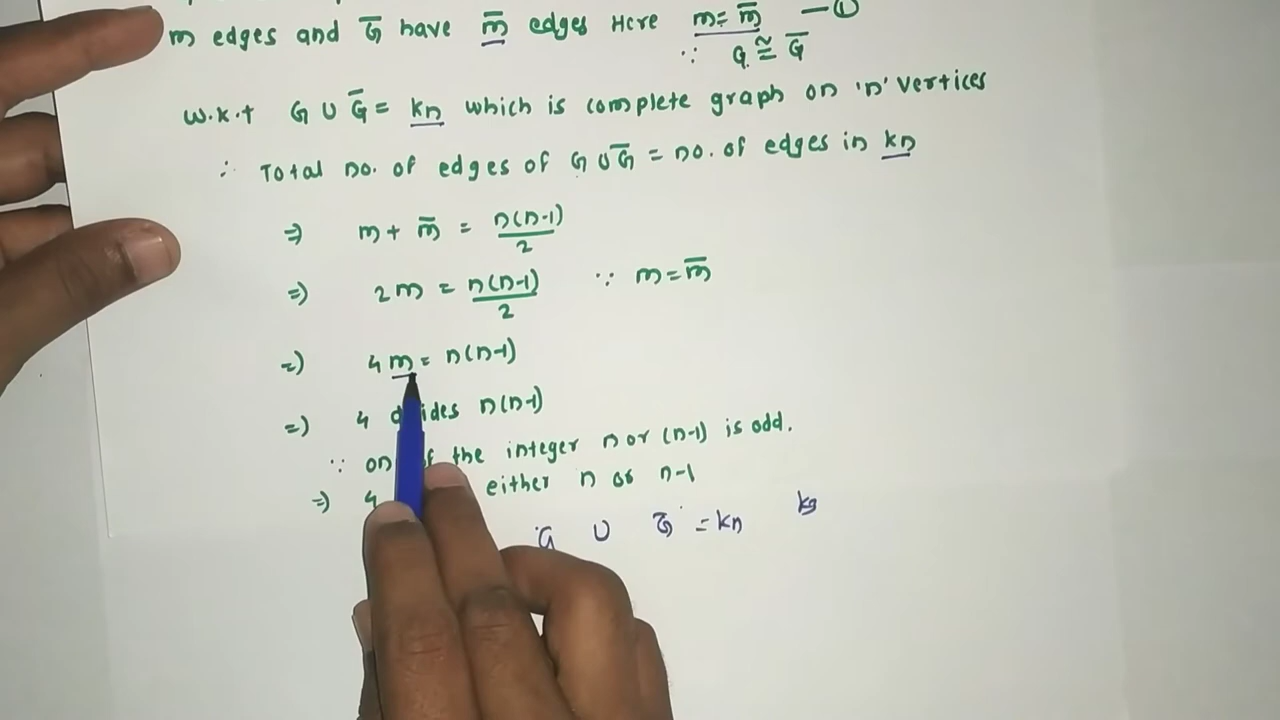 m edges and G̅ have m̅ edges Here m = m̅ —①
∵ G ≅ G̅
w.k.t G ∪ G̅ = kn which is complete graph on 'n' vertices
∴ Total no. of edges of G ∪ G̅ = no. of edges in kn
⇒ m + m̅ = n(n-1)/2
⇒ 2m = n(n-1)/2 ∵ m = m̅
=) 4m = n(n-1)
=) 4 ides n(n-1)
∵ on the integer n or (n-1) is odd.
=) 4 either n or n-1
G ∪ G̅ = kn